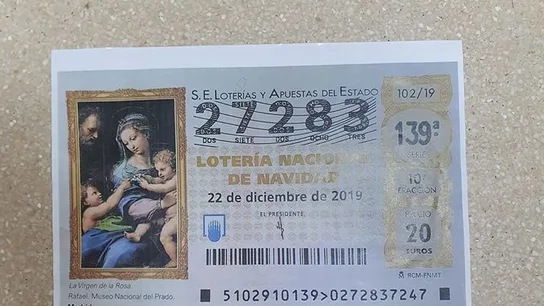 S.E. LOTERÍAS Y APUESTAS DEL ESTADO
102/19
27283
DOS SIETE DOS OCHO TRES
139ª
SERIE
LOTERÍA NACIONAL
DE NAVIDAD
10ª
FRACCIÓN
22 de diciembre de 2019
PRECIO
20
EUROS
EL PRESIDENTE,
RCM-FNMT
La Virgen de la Rosa.
Rafael. Museo Nacional del Prado.
5102910139>0272837247